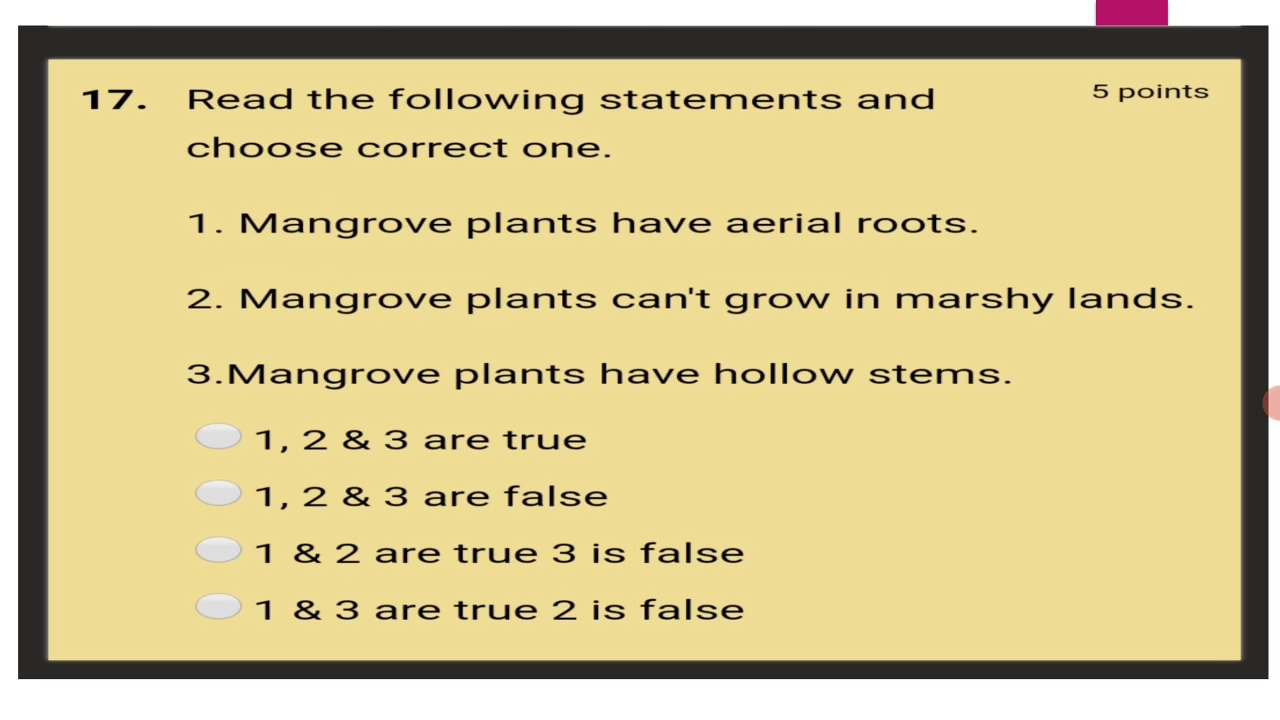 17. Read the following statements and 5 points
choose correct one.
1. Mangrove plants have aerial roots.
2. Mangrove plants can't grow in marshy lands.
3.Mangrove plants have hollow stems.
1, 2 & 3 are true
1, 2 & 3 are false
1 & 2 are true 3 is false
1 & 3 are true 2 is false